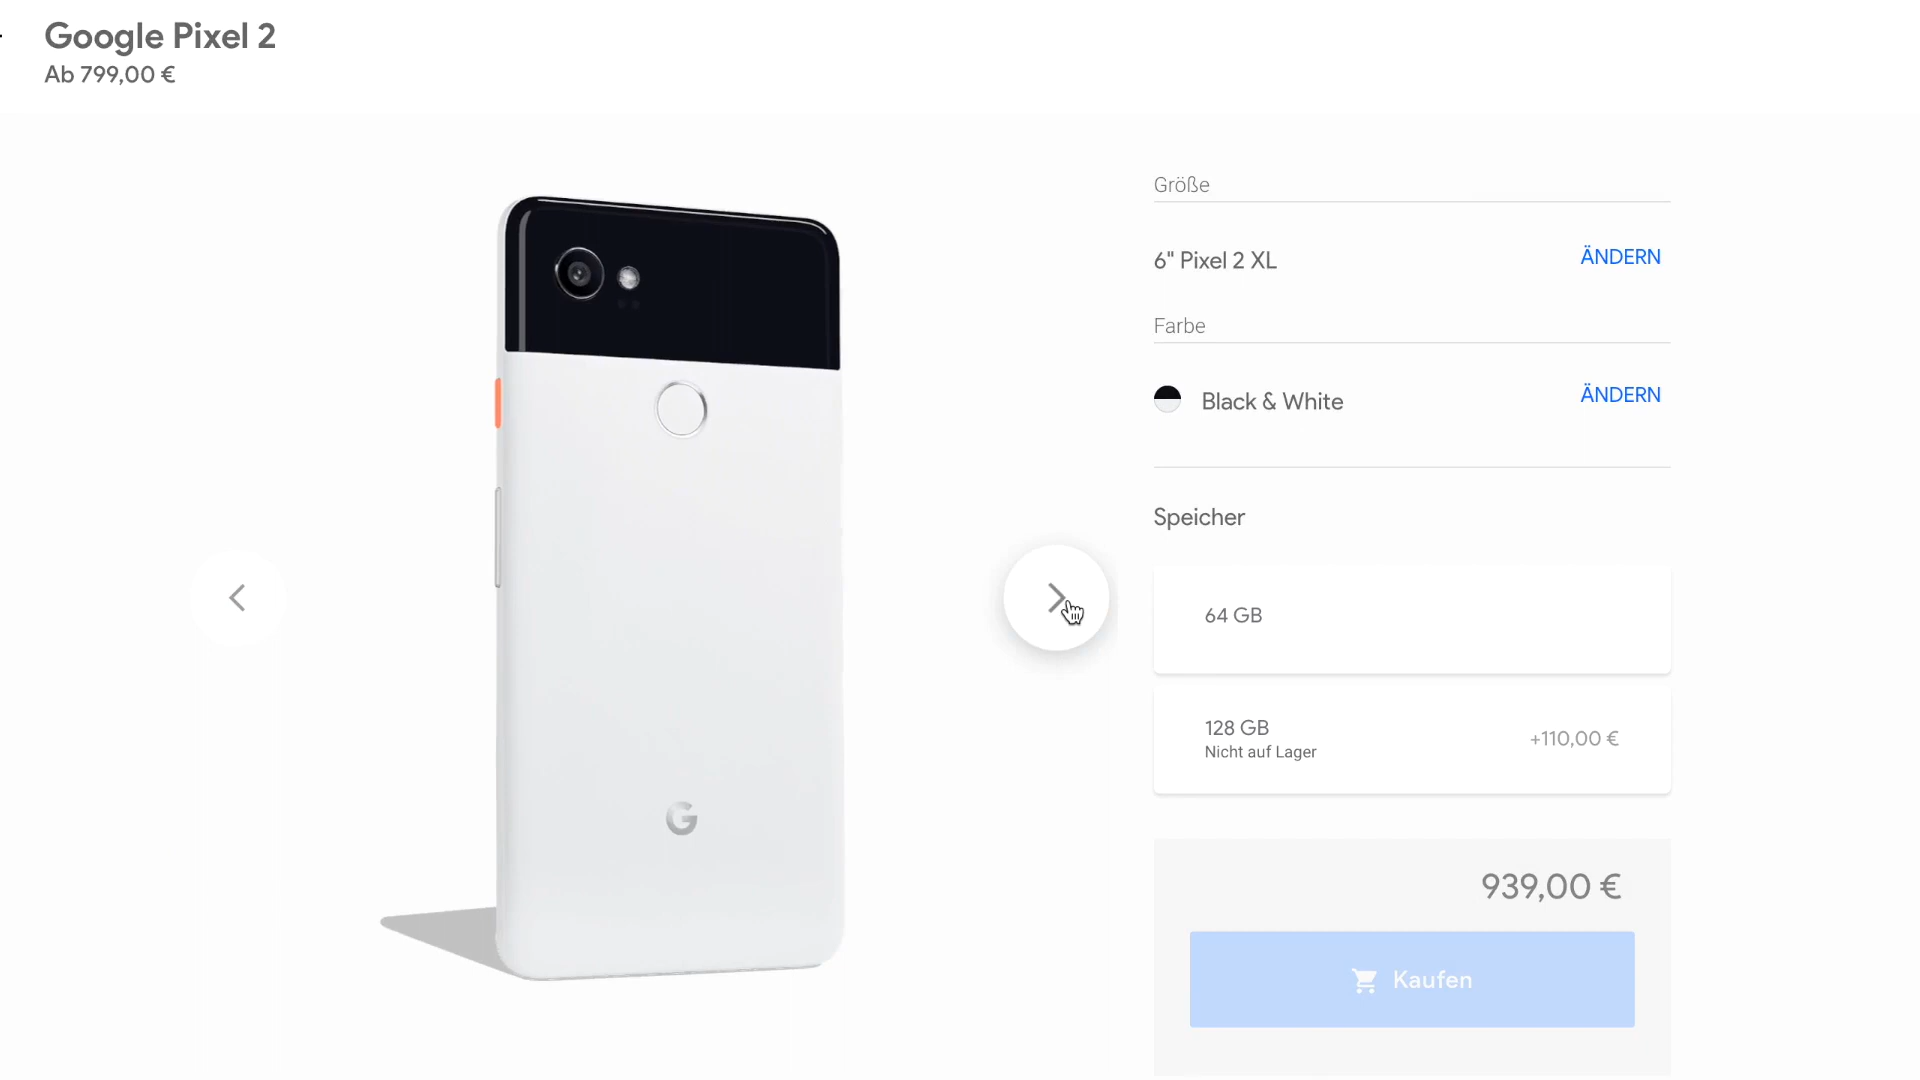 Google Pixel 2
Ab 799,00 €
Größe
6" Pixel 2 XL
ÄNDERN
Farbe
Black & White
ÄNDERN
Speicher
64 GB
128 GB
Nicht auf Lager
+110,00 €
939,00 €
Kaufen
G